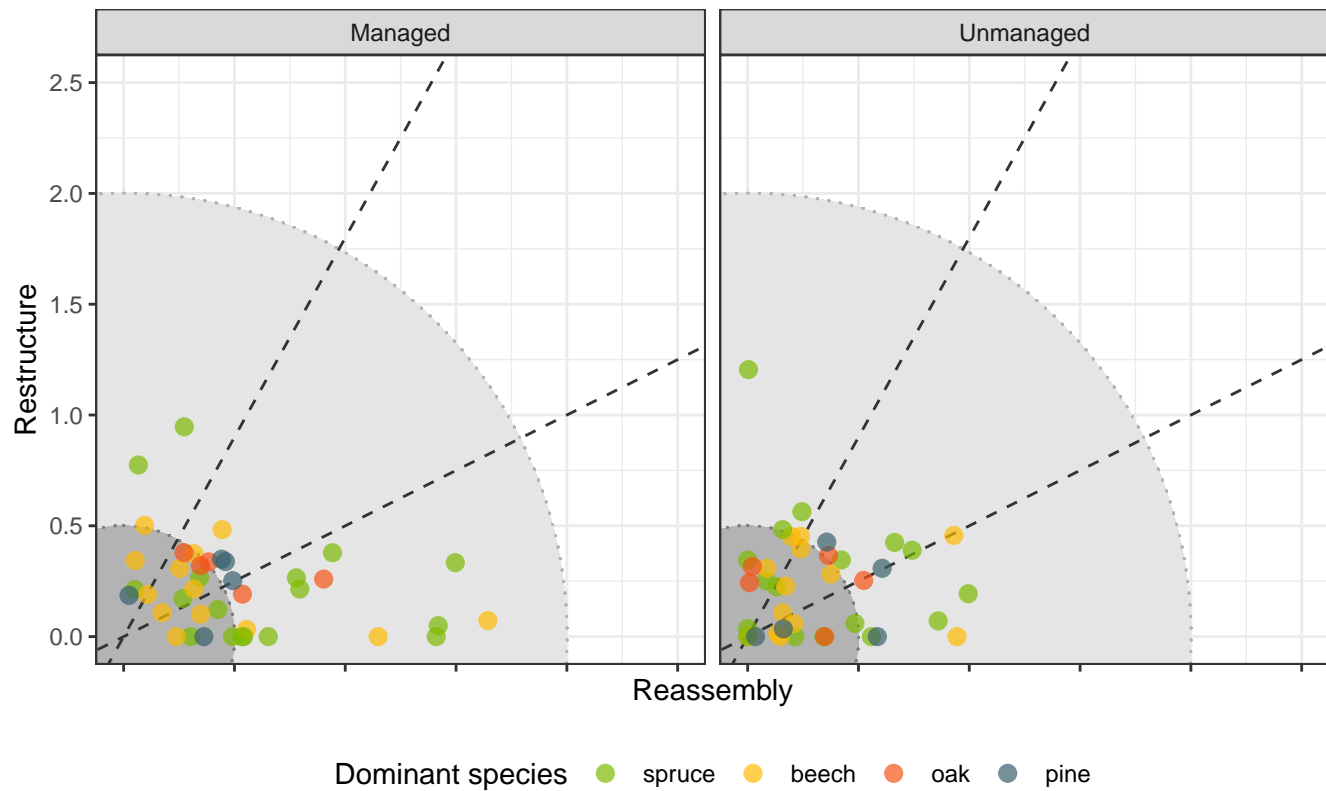 Managed
Unmanaged
2.5
2.0
1.5
1.0
0.5
0.0
Restructure
Reassembly
Dominant species spruce beech oak pine